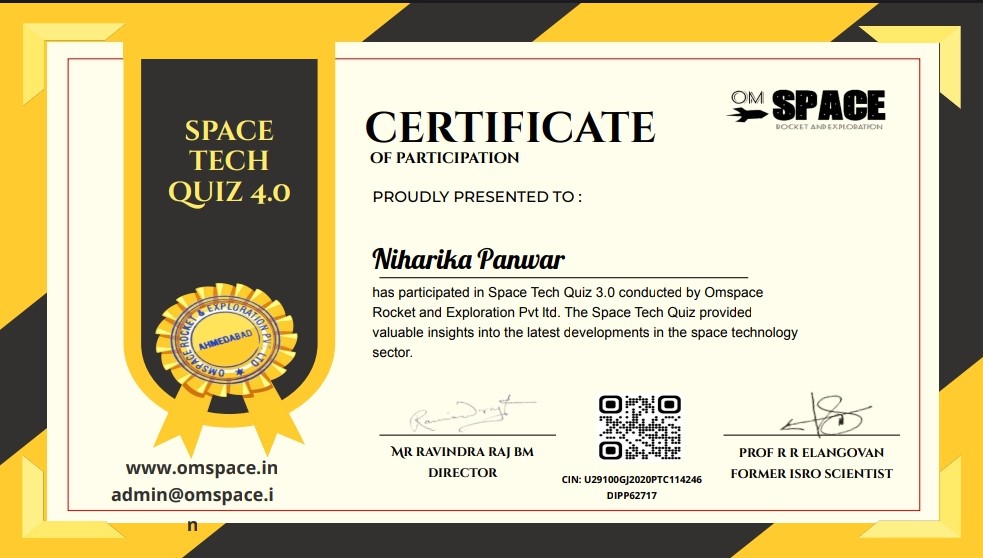 SPACE
TECH
QUIZ 4.0
OM SPACE
ROCKET AND EXPLORATION
CERTIFICATE
OF PARTICIPATION
PROUDLY PRESENTED TO :
Niharika Panwar
has participated in Space Tech Quiz 3.0 conducted by Omspace
Rocket and Exploration Pvt ltd. The Space Tech Quiz provided
valuable insights into the latest developments in the space technology
sector.
OMSPACE ROCKET & EXPLORATION PVT. LTD.
AHMEDABAD
www.omspace.in
admin@omspace.i
n
MR RAVINDRA RAJ BM
DIRECTOR
CIN: U29100GJ2020PTC114246
DIPP62717
PROF R R ELANGOVAN
FORMER ISRO SCIENTIST